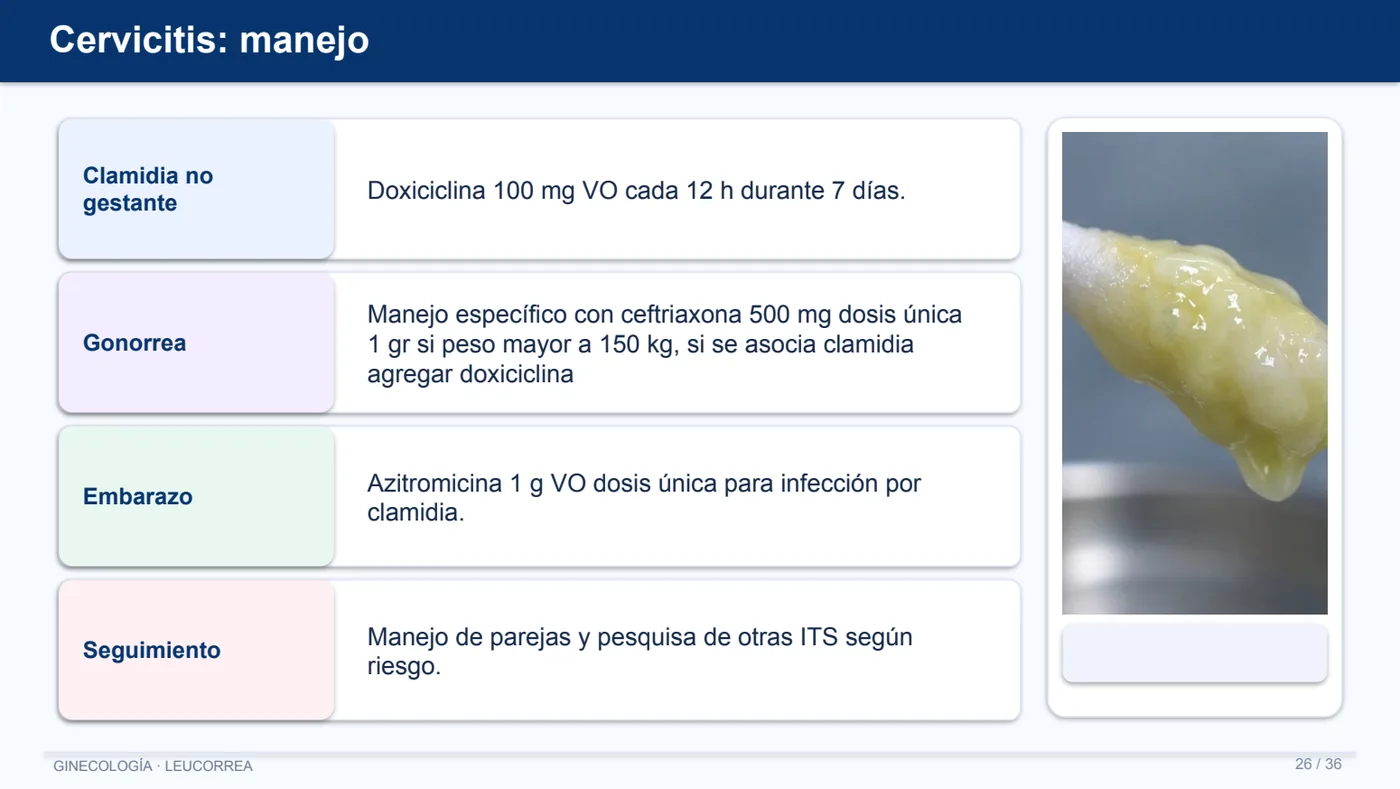 Cervicitis: manejo
Clamidia no
gestante
Doxiciclina 100 mg VO cada 12 h durante 7 días.
Gonorrea
Manejo específico con ceftriaxona 500 mg dosis única
1 gr si peso mayor a 150 kg, si se asocia clamidia
agregar doxiciclina
Embarazo
Azitromicina 1 g VO dosis única para infección por
clamidia.
Seguimiento
Manejo de parejas y pesquisa de otras ITS según
riesgo.
GINECOLOGÍA · LEUCORREA
26 / 36